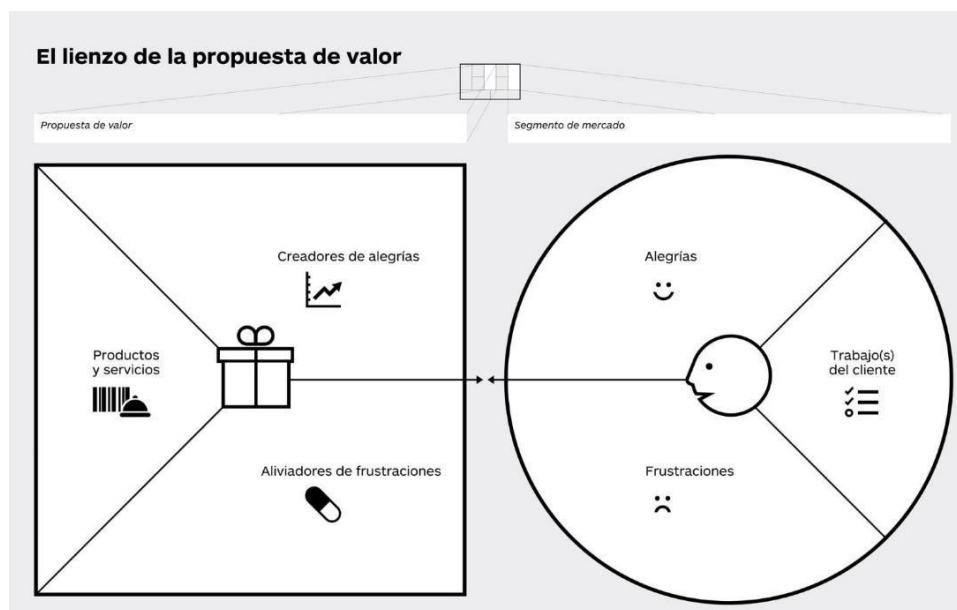 El lienzo de la propuesta de valor
Propuesta de valor
Segmento de mercado
Creadores de alegrías
Productos
y servicios
Aliviadores de frustraciones
Alegrías
Trabajo(s)
del cliente
Frustraciones